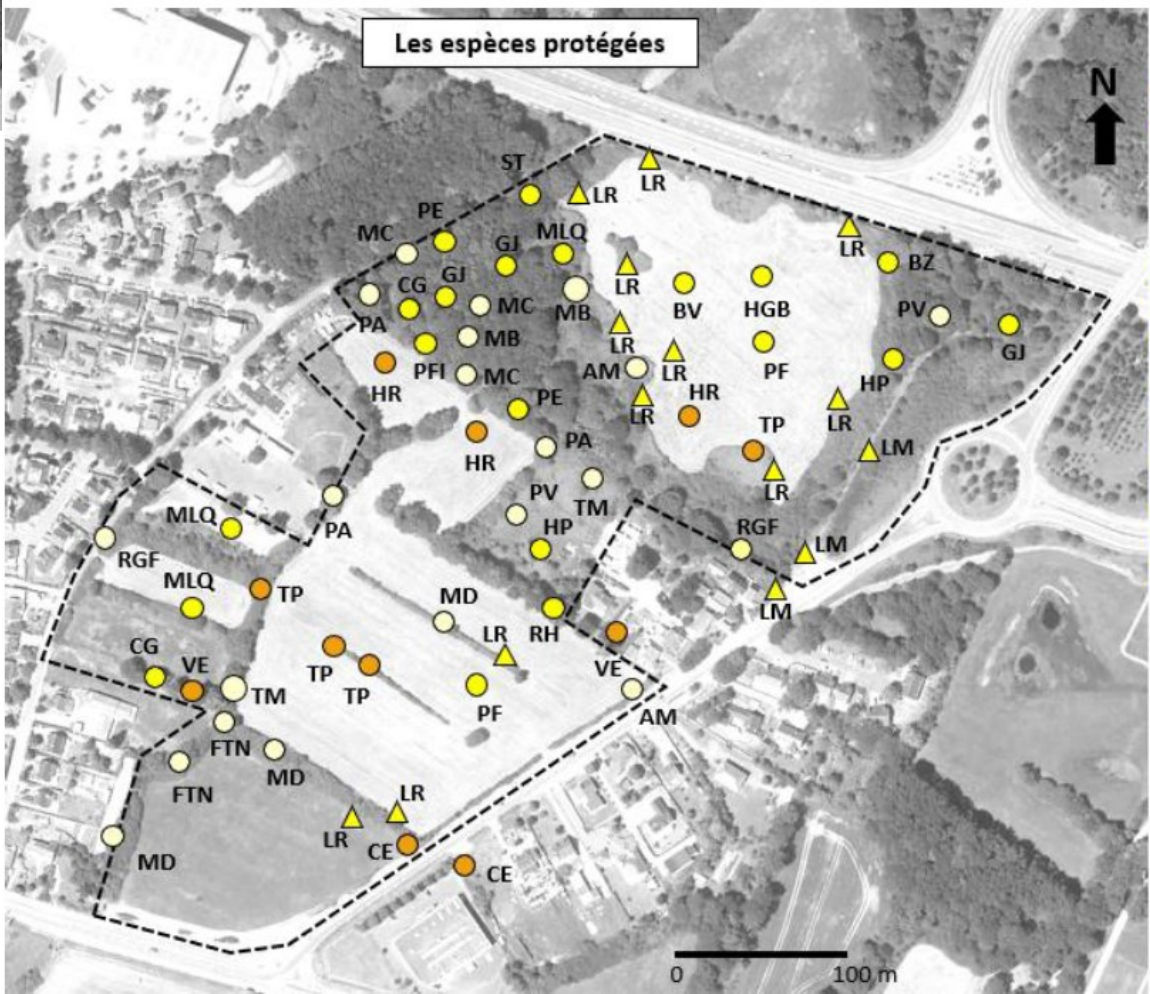 Les espèces protégées
N
ST
LR
LR
PE
MC
GJ
MLQ
LR
BZ
CG
GJ
MC
LR
BV
HGB
PV
PA
MB
MB
GJ
PFI
LR
PF
HP
HR
MC
AM
LR
HR
LR
LR
PE
TP
LM
HR
PA
LR
TM
PV
PA
MLQ
HP
RGF
LM
RGF
MLQ
TP
LM
MD
RH
LR
VE
CG
VE
TP
TP
TM
PF
AM
FTN
MD
FTN
LR
LR
MD
CE
CE
0
100 m